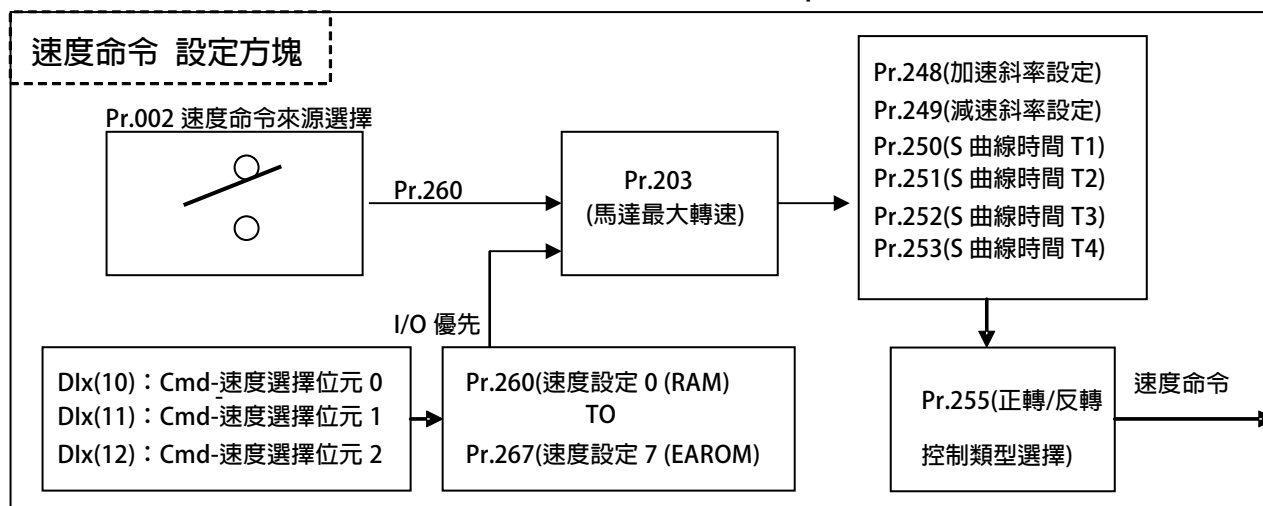 速度命令 設定方塊
Pr.002 速度命令來源選擇
Pr.260
Pr.203
(馬達最大轉速)
Pr.248(加速斜率設定)
Pr.249(減速斜率設定)
Pr.250(S 曲線時間 T1)
Pr.251(S 曲線時間 T2)
Pr.252(S 曲線時間 T3)
Pr.253(S 曲線時間 T4)
I/O 優先
DIx(10)：Cmd-速度選擇位元 0
DIx(11)：Cmd-速度選擇位元 1
DIx(12)：Cmd-速度選擇位元 2
Pr.260(速度設定 0 (RAM)
TO
Pr.267(速度設定 7 (EAROM)
Pr.255(正轉/反轉
控制類型選擇)
速度命令